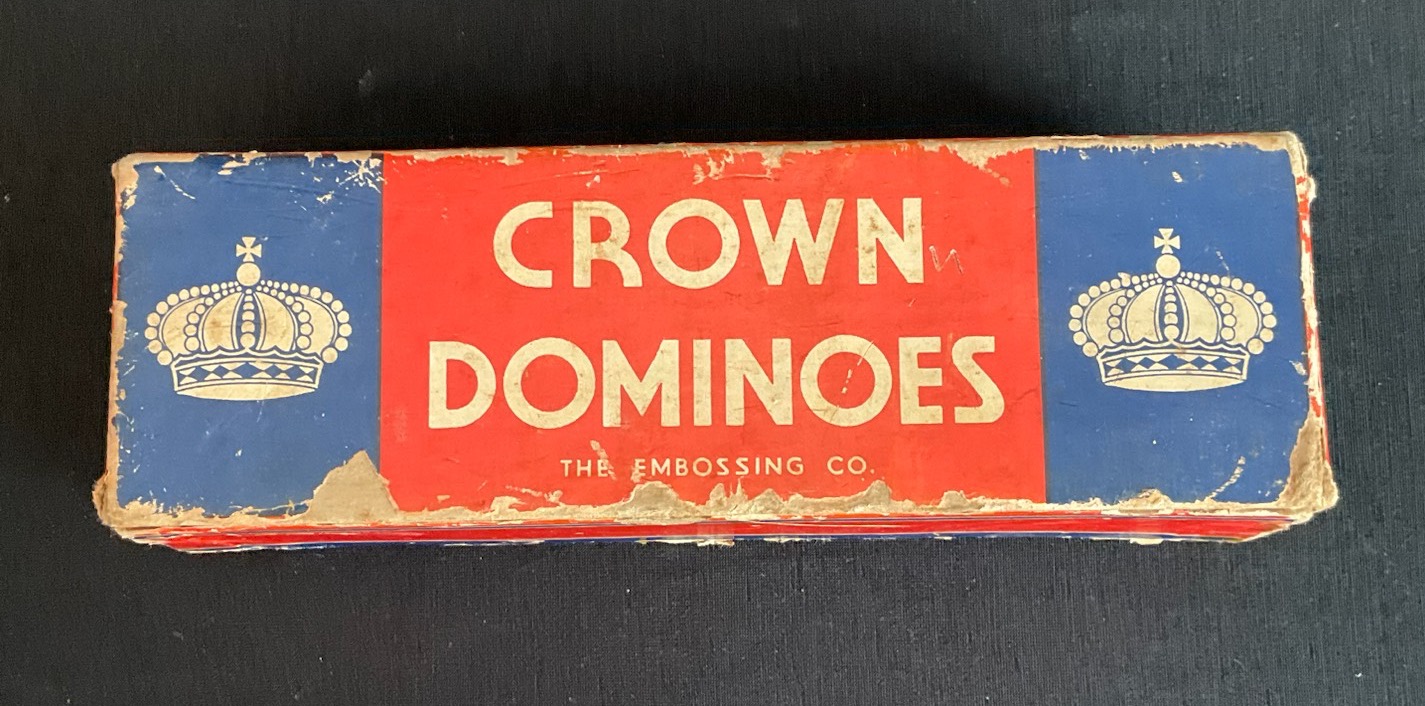 CROWN
DOMINOES
THE EMBOSSING CO.